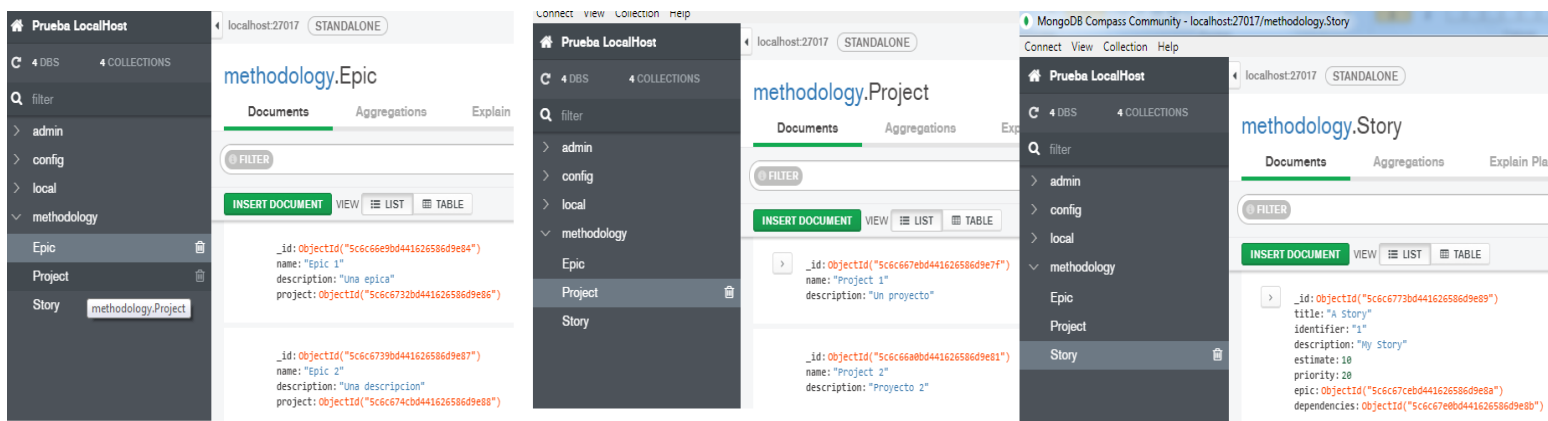 Prueba LocalHost
4 DBS 4 COLLECTIONS
filter
admin
config
local
methodology
Epic
Project
Story
methodology.Project
localhost:27017 STANDALONE
methodology.Epic
Documents Aggregations Explain
FILTER
INSERT DOCUMENT VIEW LIST TABLE
_id: ObjectId("5c6c66e9bd441626586d9e84")
name: "Epic 1"
description: "Una epica"
project: ObjectId("5c6c6732bd441626586d9e86")
_id: ObjectId("5c6c6739bd441626586d9e87")
name: "Epic 2"
description: "Una descripcion"
project: ObjectId("5c6c674cbd441626586d9e88")
Connect View Collection Help
Prueba LocalHost
4 DBS 4 COLLECTIONS
filter
admin
config
local
methodology
Epic
Project
Story
localhost:27017 STANDALONE
methodology.Project
Documents Aggregations Exp
FILTER
INSERT DOCUMENT VIEW LIST TABLE
_id: ObjectId("5c6c667ebd441626586d9e7f")
name: "Project 1"
description: "Un proyecto"
_id: ObjectId("5c6c66a0bd441626586d9e81")
name: "Project 2"
description: "Proyecto 2"
MongoDB Compass Community - localhost:27017/methodology.Story
Connect View Collection Help
Prueba LocalHost
4 DBS 4 COLLECTIONS
filter
admin
config
local
methodology
Epic
Project
Story
localhost:27017 STANDALONE
methodology.Story
Documents Aggregations Explain Pla
FILTER
INSERT DOCUMENT VIEW LIST TABLE
_id: ObjectId("5c6c6773bd441626586d9e89")
title: "A Story"
identifier: "1"
description: "My Story"
estimate: 10
priority: 20
epic: ObjectId("5c6c67cebd441626586d9e8a")
dependencies: ObjectId("5c6c67e0bd441626586d9e8b")